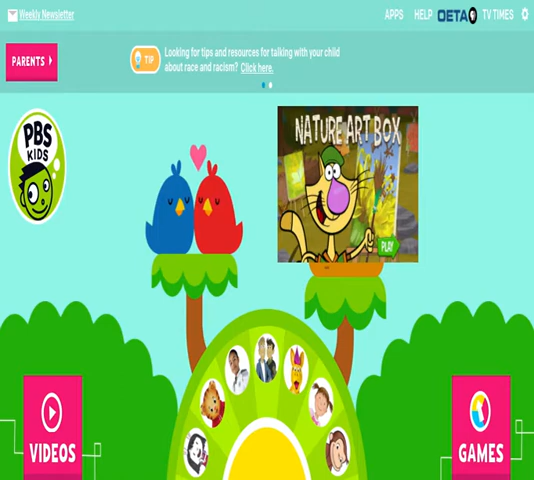 Weekly Newsletter
APPS HELP OETA PBS TV TIMES
PARENTS
TIP
Looking for tips and resources for talking with your child
about race and racism? Click here.
PBS
KIDS
NATURE ART BOX
PLAY
VIDEOS
GAMES